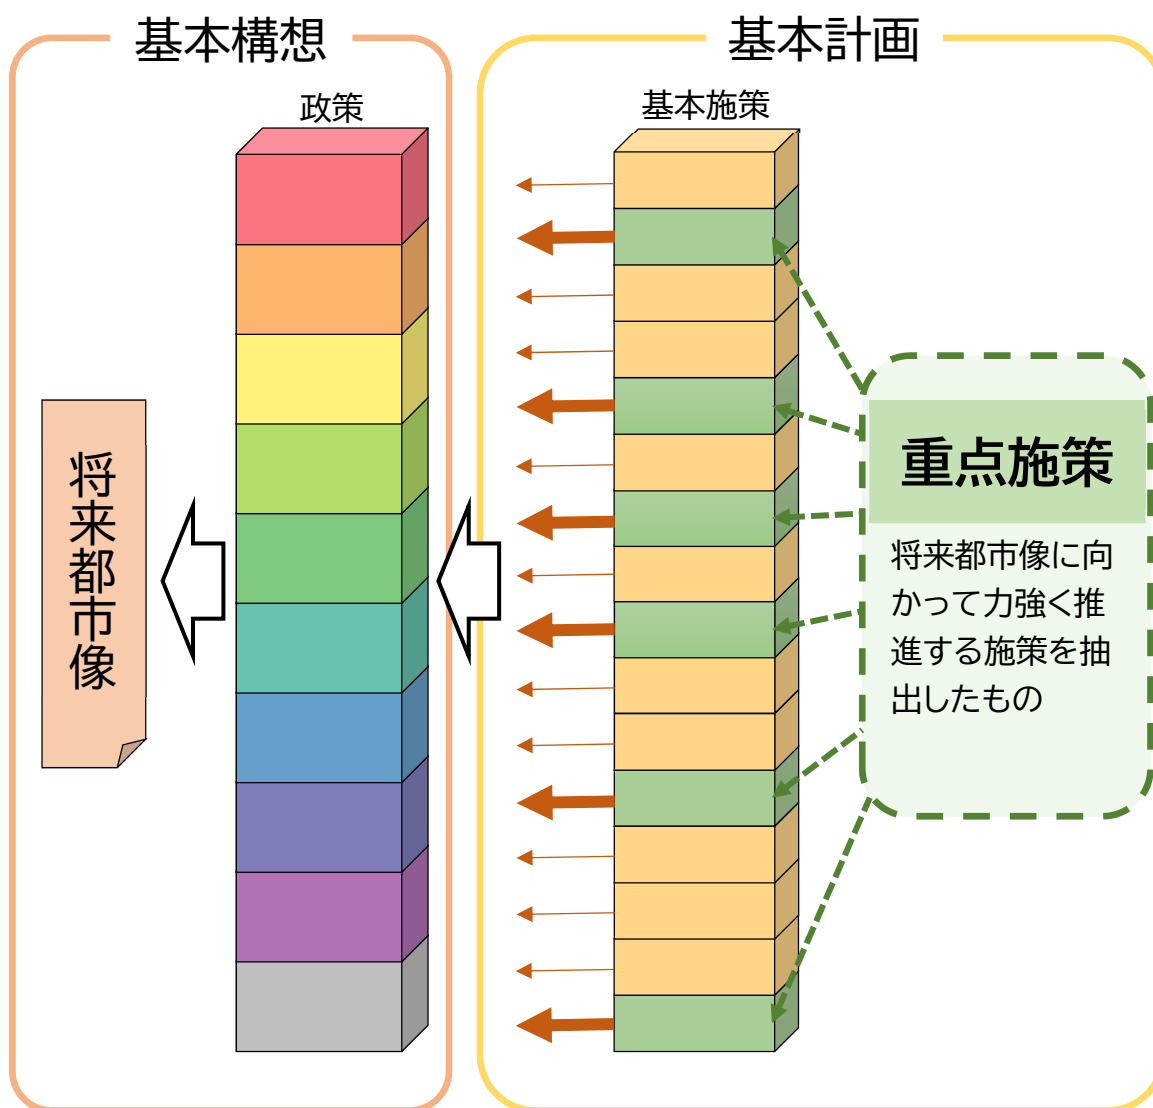 基本構想
基本計画
政策
基本施策
将来都市像
重点施策
将来都市像に向
かって力強く推
進する施策を抽
出したもの